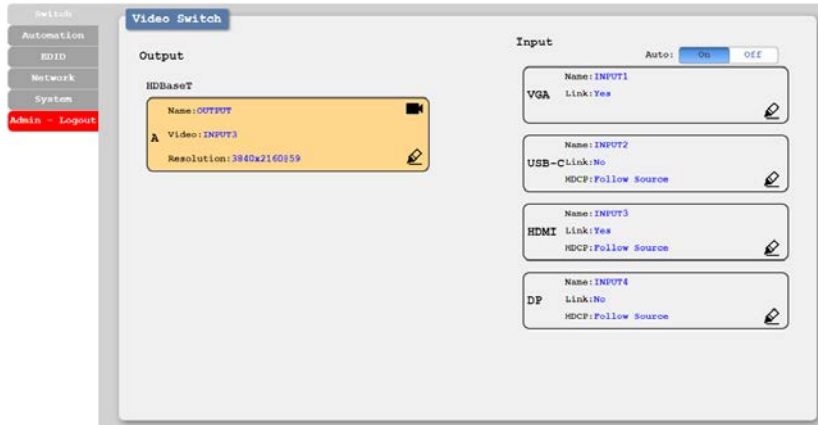 Switch
Automation
EDID
Network
System
Admin - Logout
Video Switch
Output
HDBaseT
A
Name:OUTPUT
Video:INPUT3
Resolution:3840x2160@59
Input
Auto: On Off
VGA
Name:INPUT1
Link:Yes
USB-C
Name:INPUT2
Link:No
HDCP:Follow Source
HDMI
Name:INPUT3
Link:Yes
HDCP:Follow Source
DP
Name:INPUT4
Link:No
HDCP:Follow Source